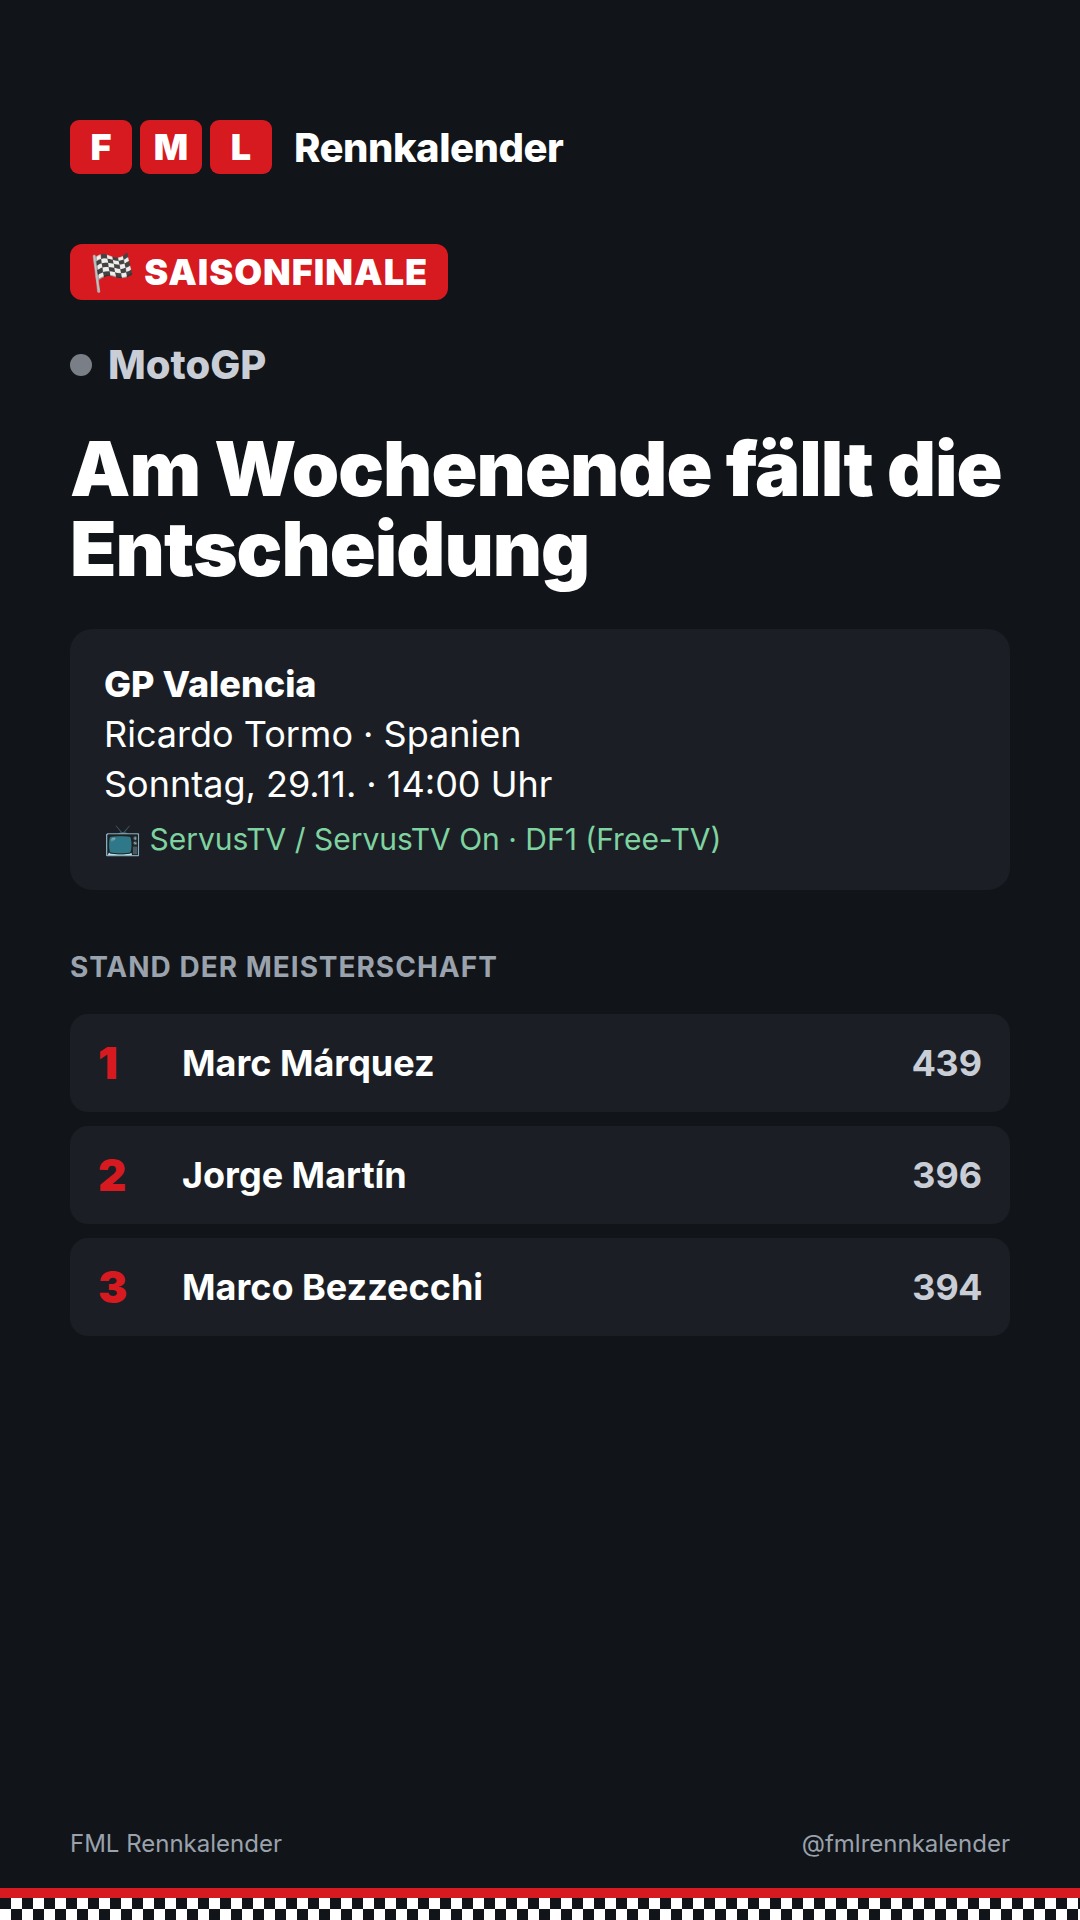 FML Rennkalender
🏁 SAISONFINALE
MotoGP
Am Wochenende fällt die
Entscheidung
GP Valencia
Ricardo Tormo · Spanien
Sonntag, 29.11. · 14:00 Uhr
📺 ServusTV / ServusTV On · DF1 (Free-TV)
STAND DER MEISTERSCHAFT
1 Marc Márquez 439
2 Jorge Martín 396
3 Marco Bezzecchi 394
FML Rennkalender @fmlrennkalender